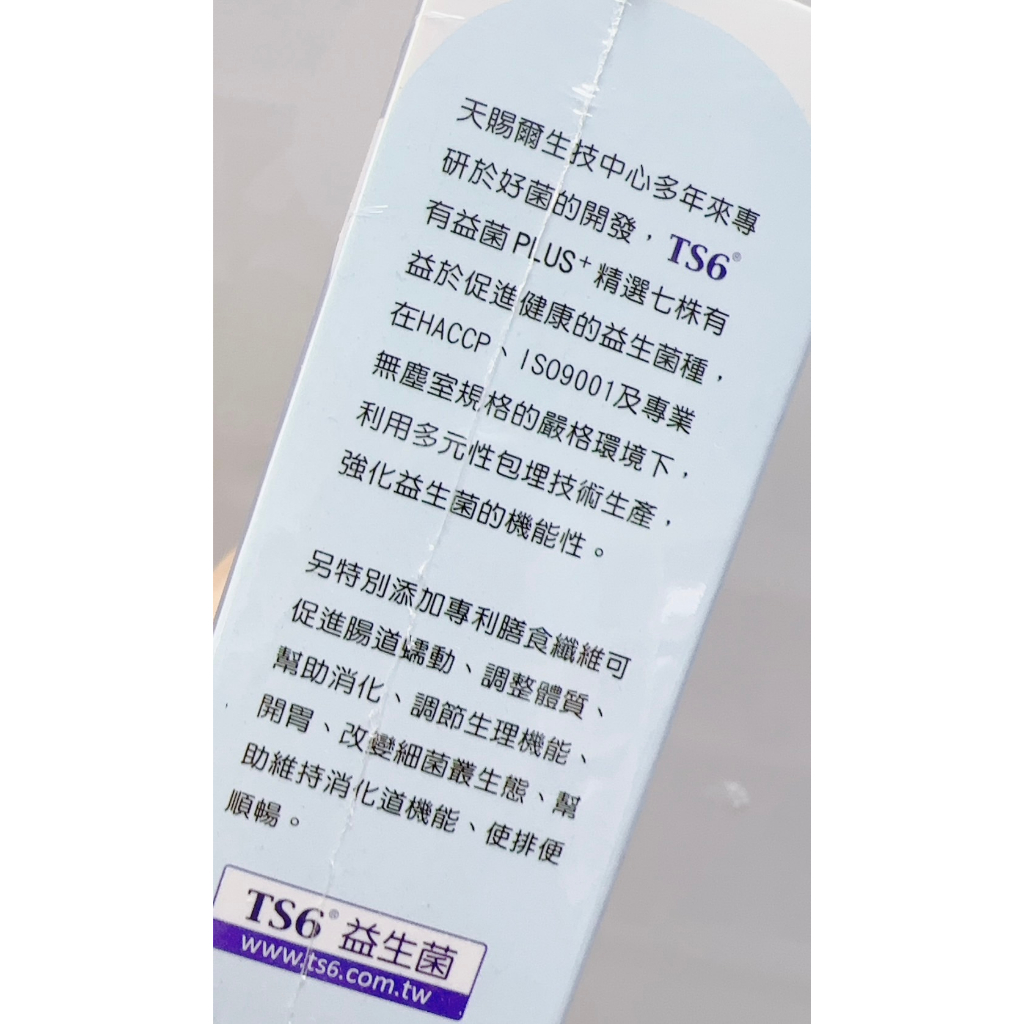 天賜爾生技中心多年來專
研於好菌的開發，TS6®
有益菌PLUS+精選七株有
益於促進健康的益生菌種，
在HACCP、ISO9001及專業
無塵室規格的嚴格環境下，
利用多元性包埋技術生產，
強化益生菌的機能性。
另特別添加專利膳食纖維可
促進腸道蠕動、調整體質、
幫助消化、調節生理機能、
開胃、改變細菌叢生態、幫
助維持消化道機能、使排便
順暢。
TS6®益生菌
www.ts6.com.tw